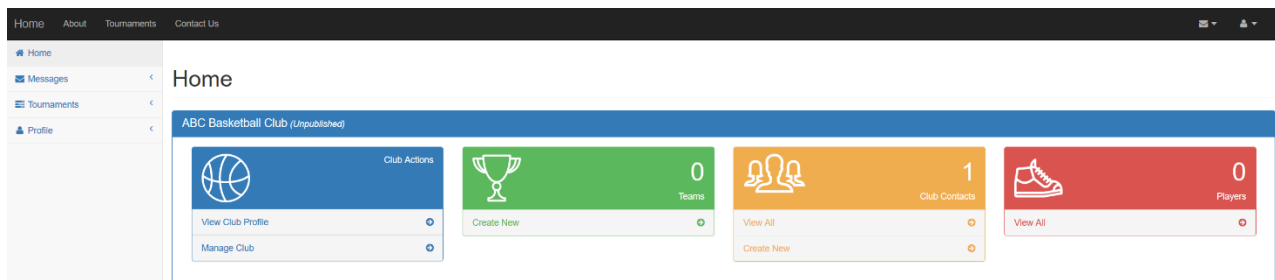 Home About Tournaments Contact Us
Home
Messages
Tournaments
Profile
Home
ABC Basketball Club (Unpublished)
Club Actions
View Club Profile
Manage Club
0
Teams
Create New
1
Club Contacts
View All
Create New
0
Players
View All